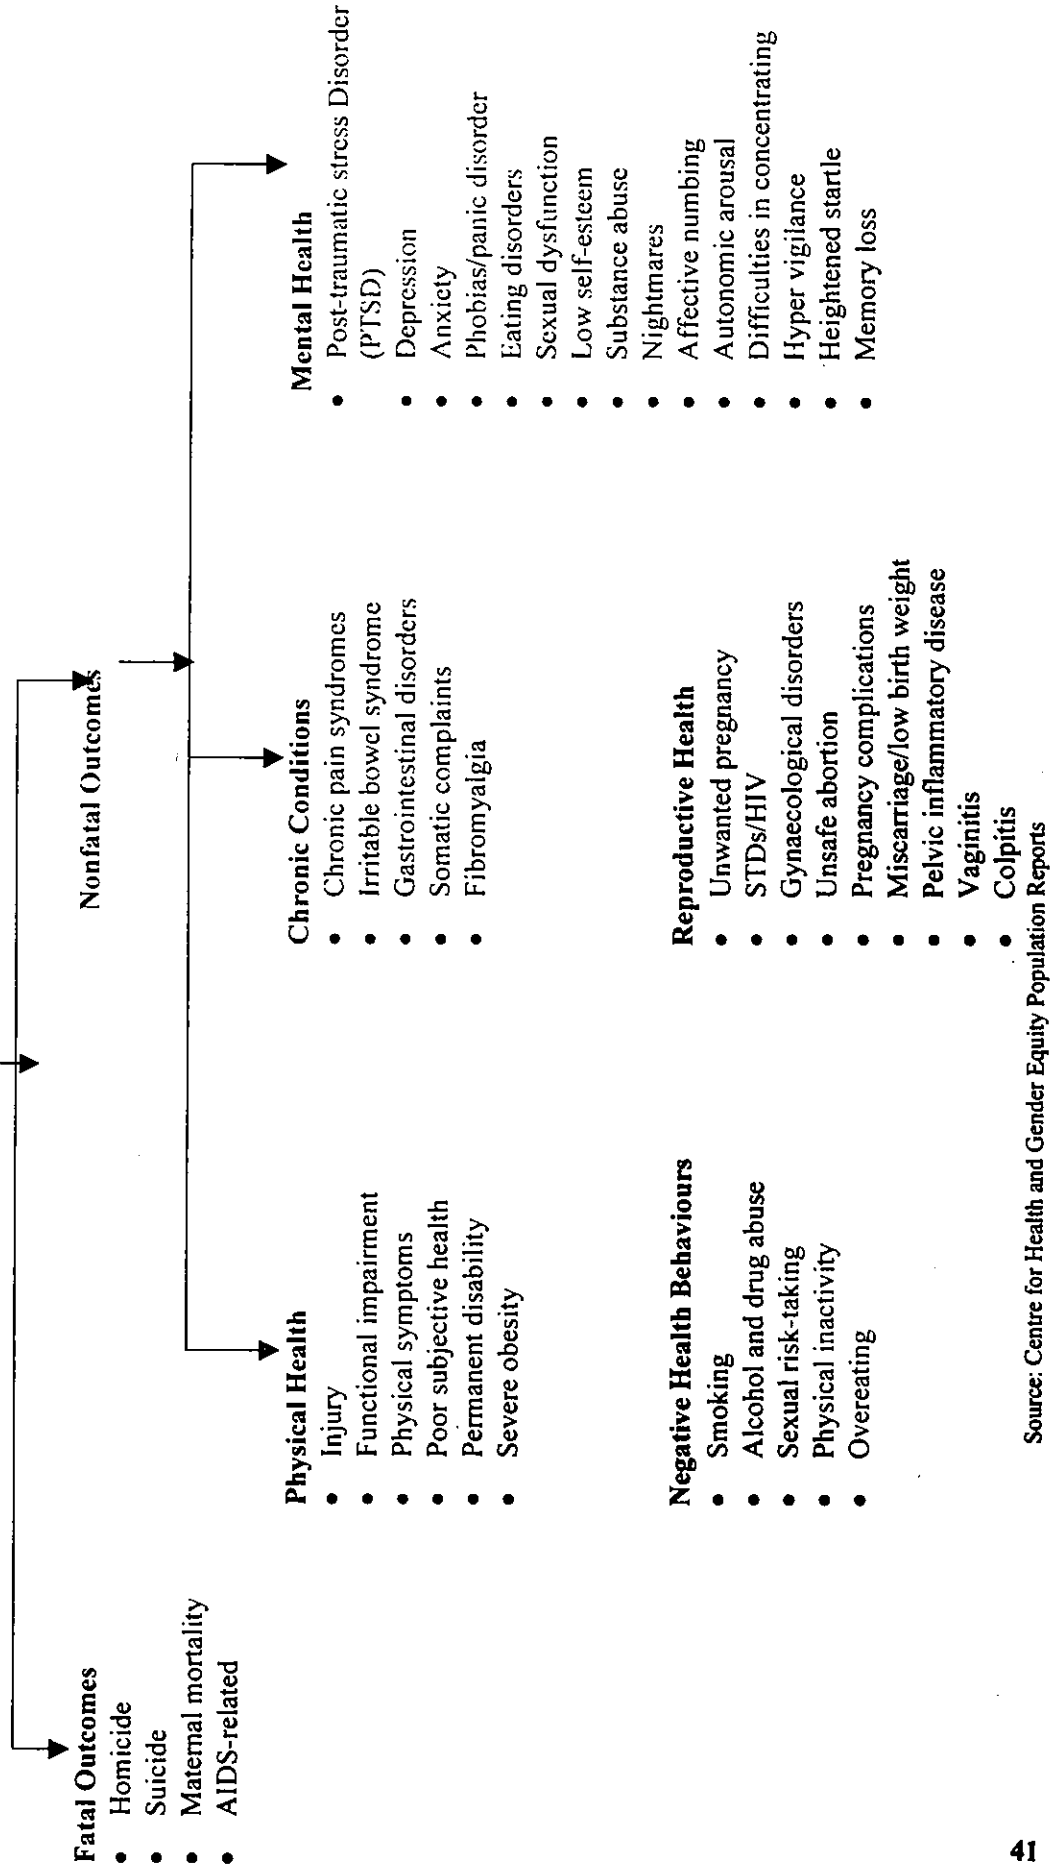 Fatal Outcomes
• Homicide
• Suicide
• Maternal mortality
• AIDS-related
Nonfatal Outcomes
Physical Health
• Injury
• Functional impairment
• Physical symptoms
• Poor subjective health
• Permanent disability
• Severe obesity
Chronic Conditions
• Chronic pain syndromes
• Irritable bowel syndrome
• Gastrointestinal disorders
• Somatic complaints
• Fibromyalgia
Mental Health
• Post-traumatic stress Disorder
(PTSD)
• Depression
• Anxiety
• Phobias/panic disorder
• Eating disorders
• Sexual dysfunction
• Low self-esteem
• Substance abuse
• Nightmares
• Affective numbing
• Autonomic arousal
• Difficulties in concentrating
• Hyper vigilance
• Heightened startle
• Memory loss
Negative Health Behaviours
• Smoking
• Alcohol and drug abuse
• Sexual risk-taking
• Physical inactivity
• Overeating
Reproductive Health
• Unwanted pregnancy
• STDs/HIV
• Gynaecological disorders
• Unsafe abortion
• Pregnancy complications
• Miscarriage/low birth weight
• Pelvic inflammatory disease
• Vaginitis
• Colpitis
Source: Centre for Health and Gender Equity Population Reports
41